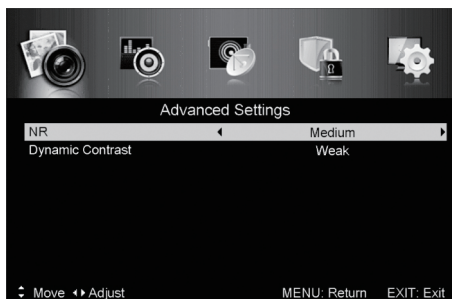 Advanced Settings
NR Medium
Dynamic Contrast Weak
Move Adjust MENU: Return EXIT: Exit